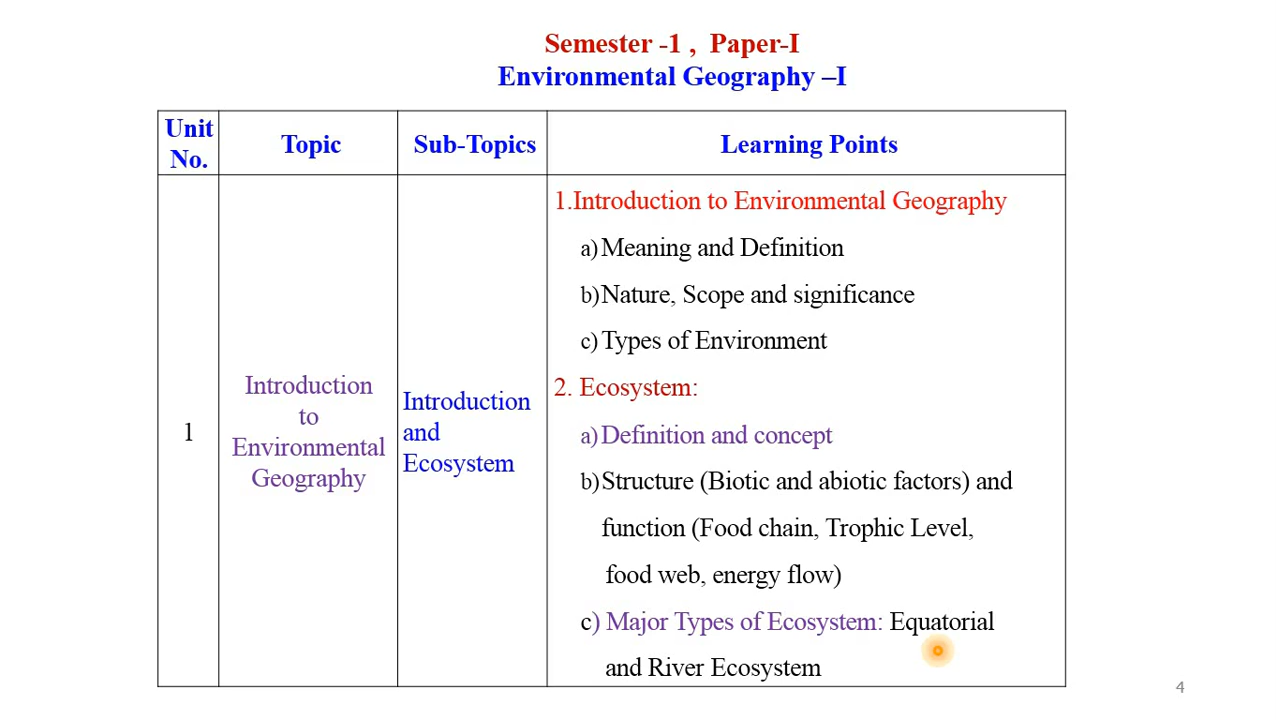 Semester -1 ,  Paper-I
Environmental Geography –I
Unit No.
Topic
Sub-Topics
Learning Points
1
Introduction
to
Environmental
Geography
Introduction
and
Ecosystem
1.Introduction to Environmental Geography
a)Meaning and Definition
b)Nature, Scope and significance
c) Types of Environment
2. Ecosystem:
a)Definition and concept
b)Structure (Biotic and abiotic factors) and
function (Food chain, Trophic Level,
food web, energy flow)
c) Major Types of Ecosystem: Equatorial
and River Ecosystem
4